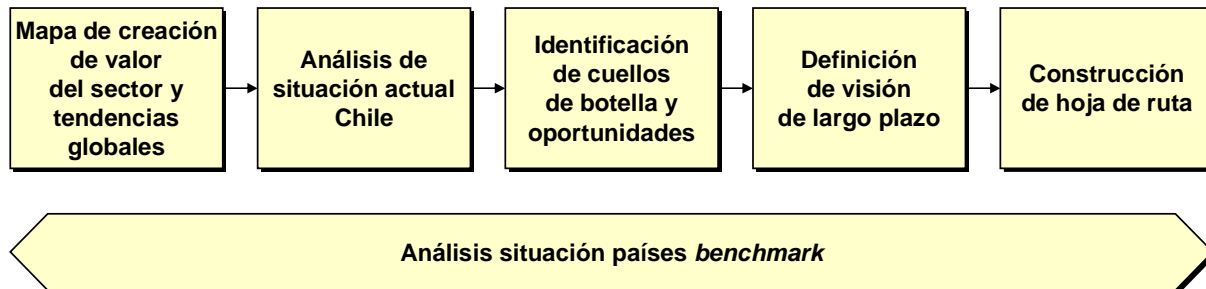 Mapa de creación
de valor
del sector y
tendencias
globales
Análisis de
situación actual
Chile
Identificación
de cuellos
de botella y
oportunidades
Definición
de visión
de largo plazo
Construcción
de hoja de ruta
Análisis situación países benchmark